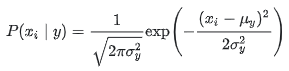 P(x_i | y) = \frac{1}{\sqrt{2\pi\sigma_y^2}} \exp\left(-\frac{(x_i - \mu_y)^2}{2\sigma_y^2}\right)